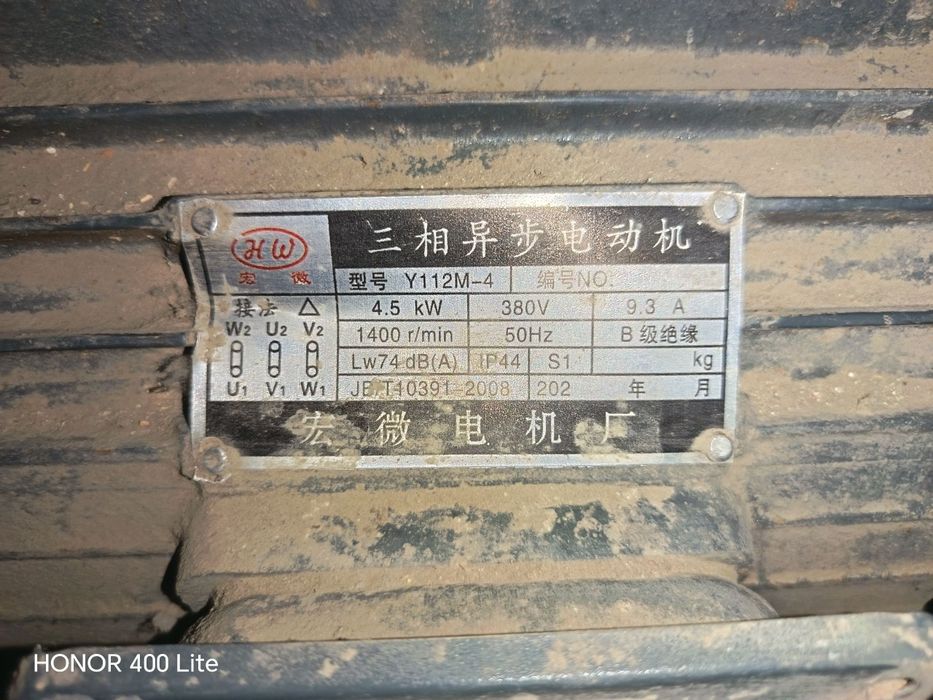 HW
宏微
三相异步电动机
型号 Y112M-4 编号NO.
接法 △
4.5 kW 380V 9.3 A
W2 U2 V2
1400 r/min 50Hz B级绝缘
Lw74 dB(A) IP44 S1 kg
U1 V1 W1
JB/T10391-2008 202 年 月
宏微电机厂
HONOR 400 Lite